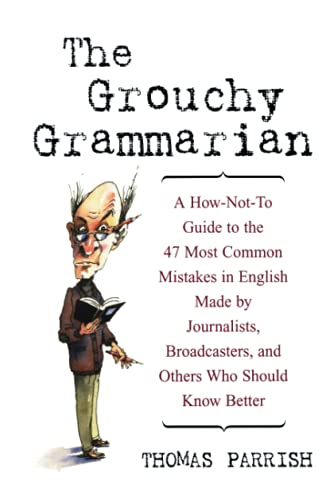 The
Grouchy
Grammarian
A How-Not-To
Guide to the
47 Most Common
Mistakes in English
Made by
Journalists,
Broadcasters, and
Others Who Should
Know Better
THOMAS PARRISH